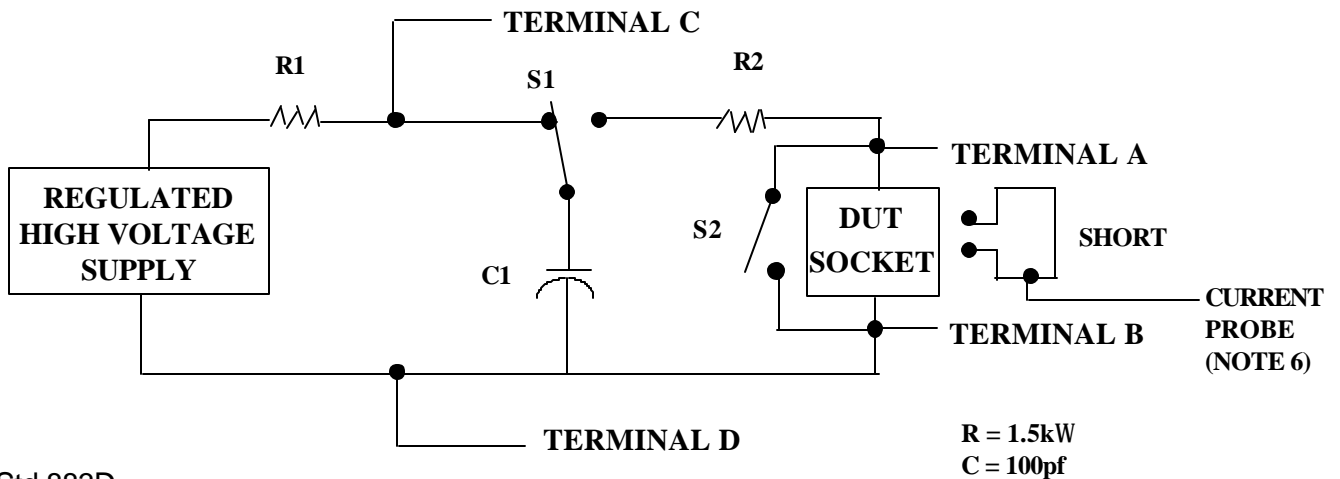 TERMINAL C
R1
S1
R2
TERMINAL A
REGULATED
HIGH VOLTAGE
SUPPLY
S2
DUT
SOCKET
SHORT
C1
CURRENT
PROBE
(NOTE 6)
TERMINAL B
TERMINAL D
R = 1.5kW
C = 100pf